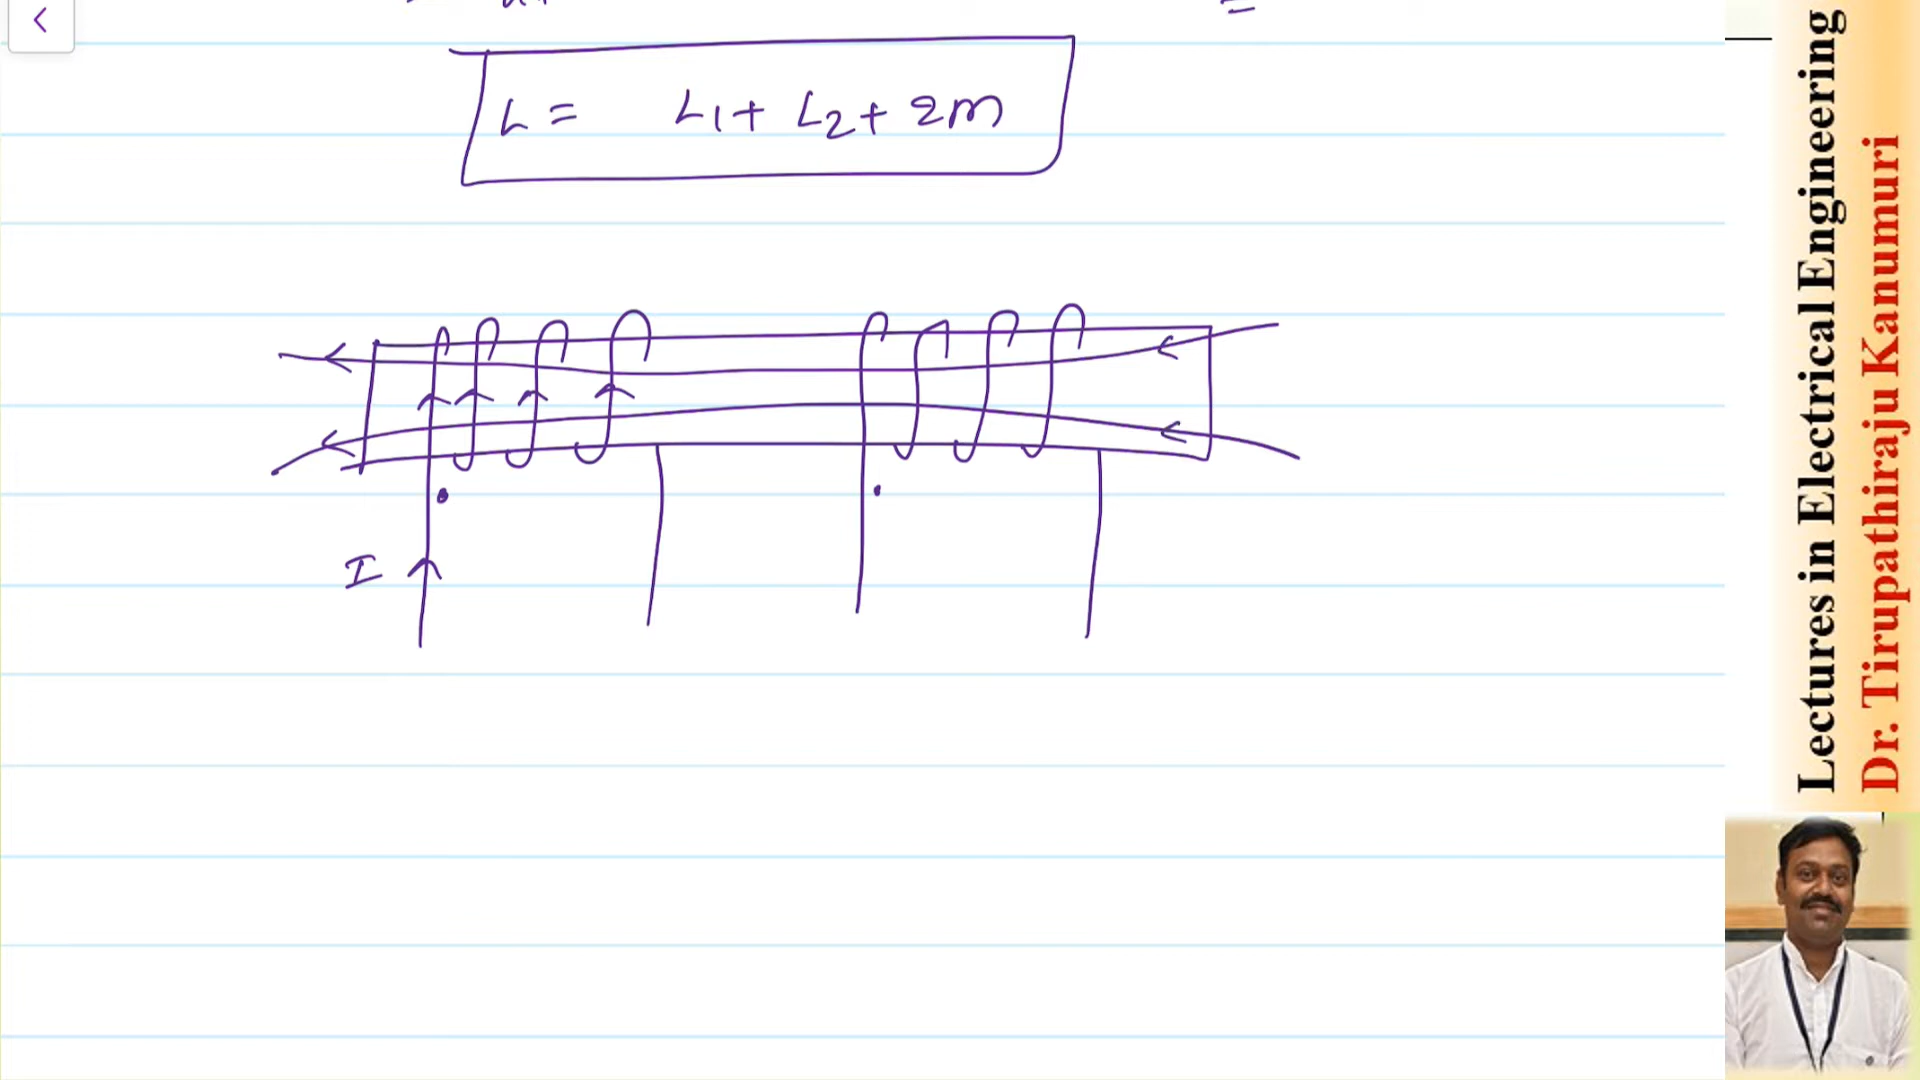 L = L1 + L2 + 2m
I
Lectures in Electrical Engineering
Dr. Tirupathiraju Kanumuri